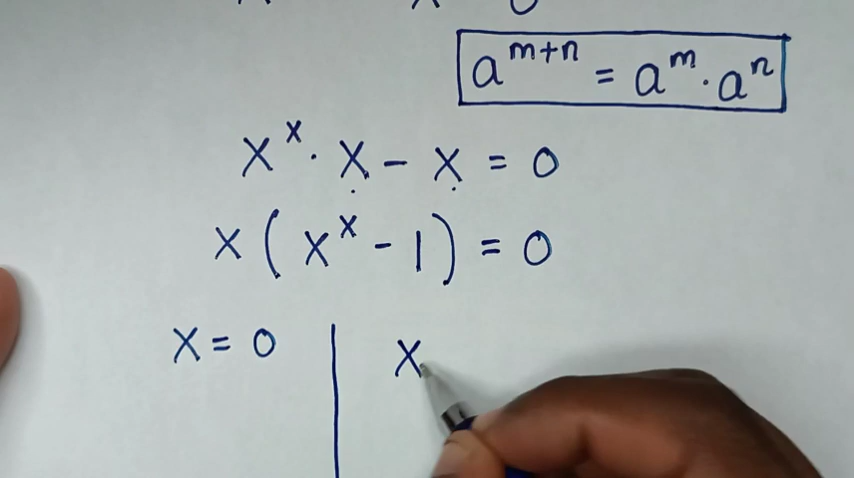 a^{m+n} = a^m · a^n
x^x · x - x = 0
x ( x^x - 1 ) = 0
x = 0 | x